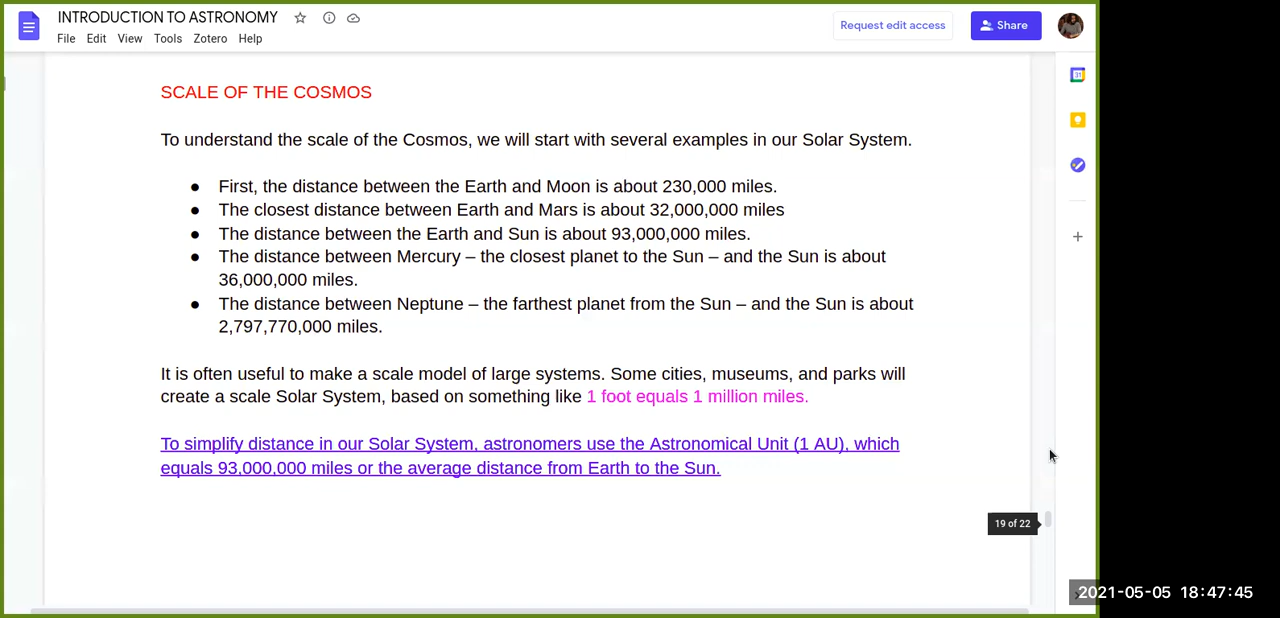 INTRODUCTION TO ASTRONOMY
File Edit View Tools Zotero Help
Request edit access
Share
31
SCALE OF THE COSMOS
To understand the scale of the Cosmos, we will start with several examples in our Solar System.
● First, the distance between the Earth and Moon is about 230,000 miles.
● The closest distance between Earth and Mars is about 32,000,000 miles
● The distance between the Earth and Sun is about 93,000,000 miles.
● The distance between Mercury – the closest planet to the Sun – and the Sun is about
36,000,000 miles.
● The distance between Neptune – the farthest planet from the Sun – and the Sun is about
2,797,770,000 miles.
It is often useful to make a scale model of large systems. Some cities, museums, and parks will
create a scale Solar System, based on something like 1 foot equals 1 million miles.
To simplify distance in our Solar System, astronomers use the Astronomical Unit (1 AU), which
equals 93,000,000 miles or the average distance from Earth to the Sun.
19 of 22
2021-05-05 18:47:45